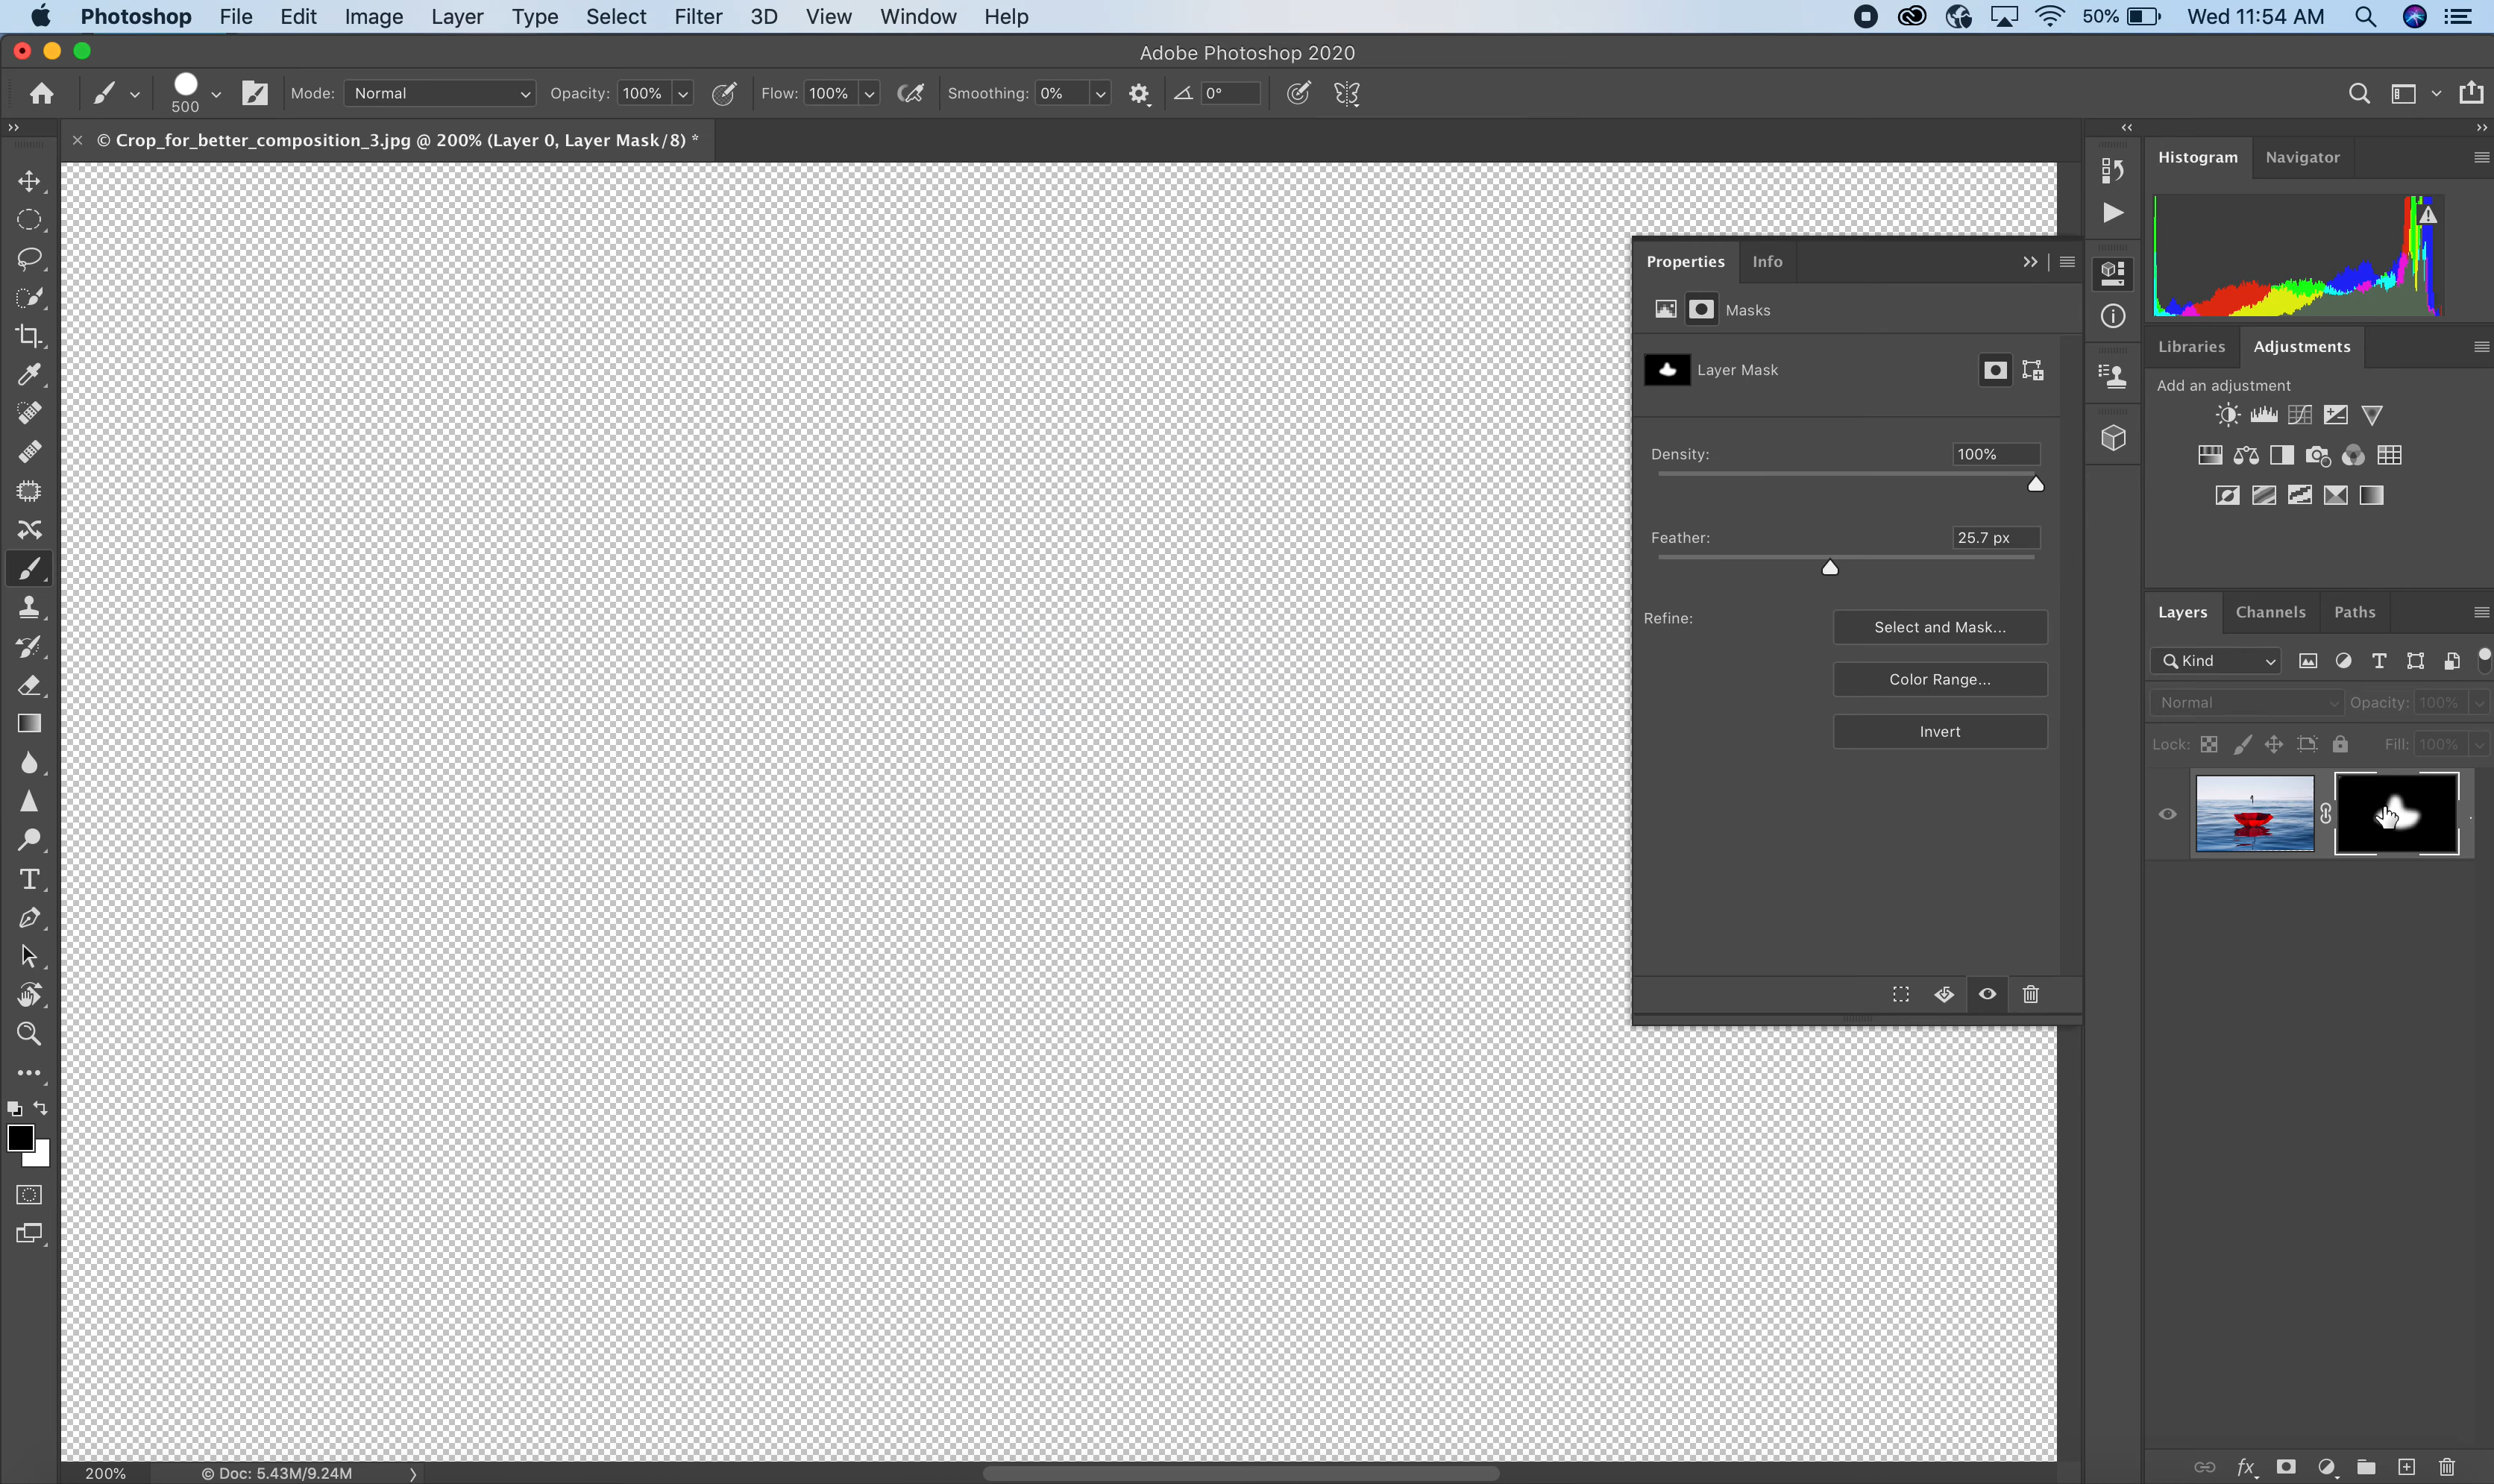 Photoshop File Edit Image Layer Type Select Filter 3D View Window Help 50% Wed 11:54 AM
Adobe Photoshop 2020
500 Mode: Normal Opacity: 100% Flow: 100% Smoothing: 0% 0°
© Crop_for_better_composition_3.jpg @ 200% (Layer 0, Layer Mask/8) *
Histogram Navigator
Properties Info
Masks
Layer Mask
Density: 100%
Feather: 25.7 px
Refine: Select and Mask...
Color Range...
Invert
Libraries Adjustments
Add an adjustment
Layers Channels Paths
Kind
Normal Opacity: 100%
Lock: Fill: 100%
200% © Doc: 5.43M/9.24M